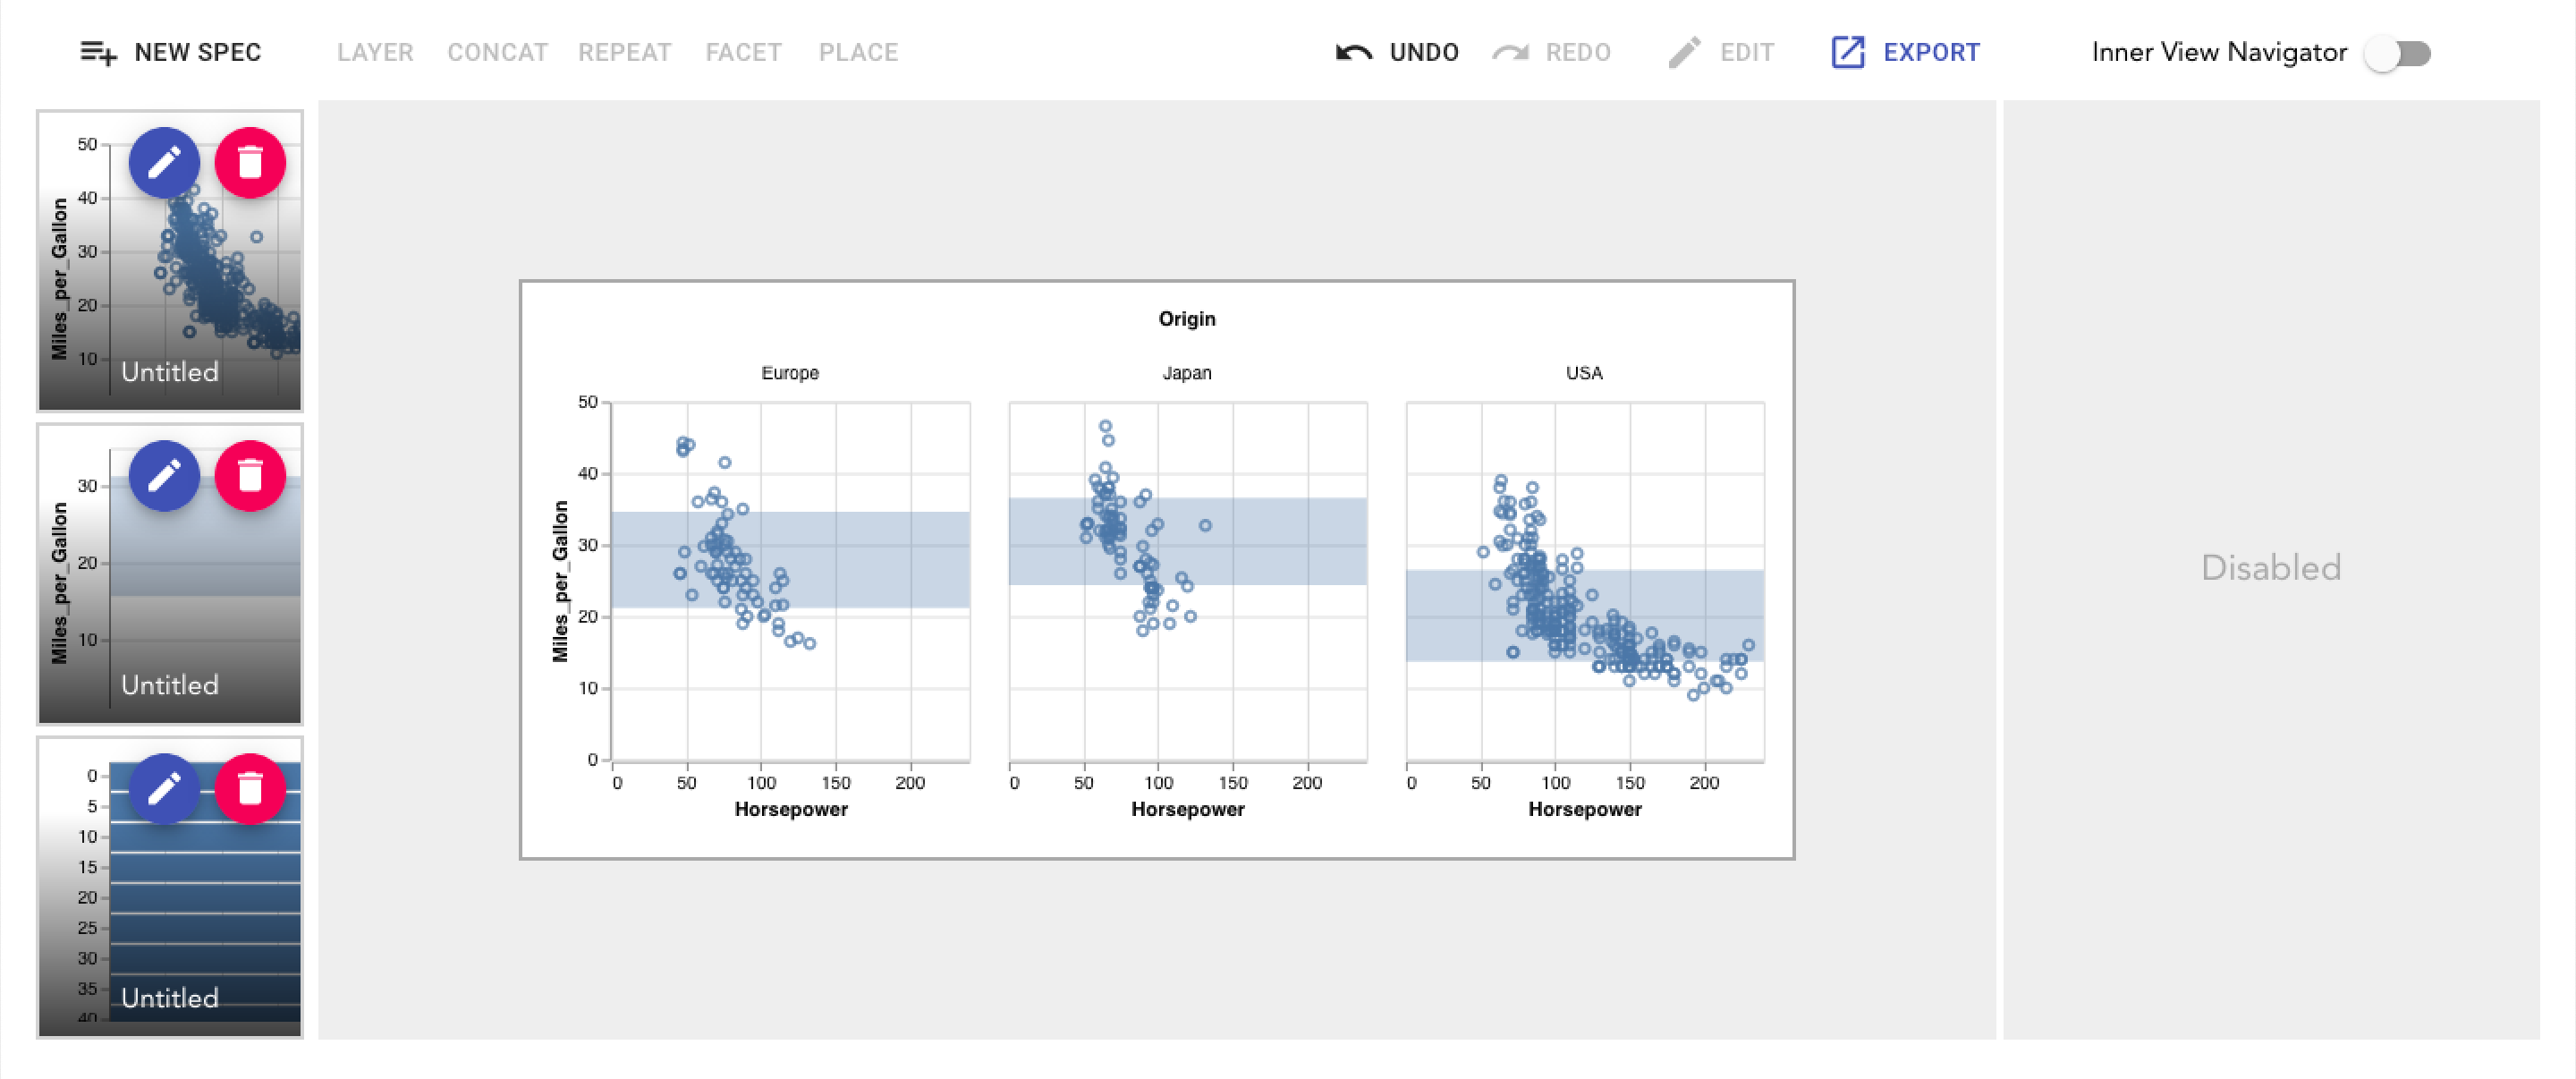 NEW SPEC LAYER CONCAT REPEAT FACET PLACE UNDO REDO EDIT EXPORT Inner View Navigator
50
40
30
20
10
Miles_per_Gallon
Untitled
30
20
10
Miles_per_Gallon
Untitled
0
5
10
15
20
25
30
35
40
Untitled
Origin
Europe Japan USA
50
40
30
20
10
0
Miles_per_Gallon
0 50 100 150 200 0 50 100 150 200 0 50 100 150 200
Horsepower Horsepower Horsepower
Disabled